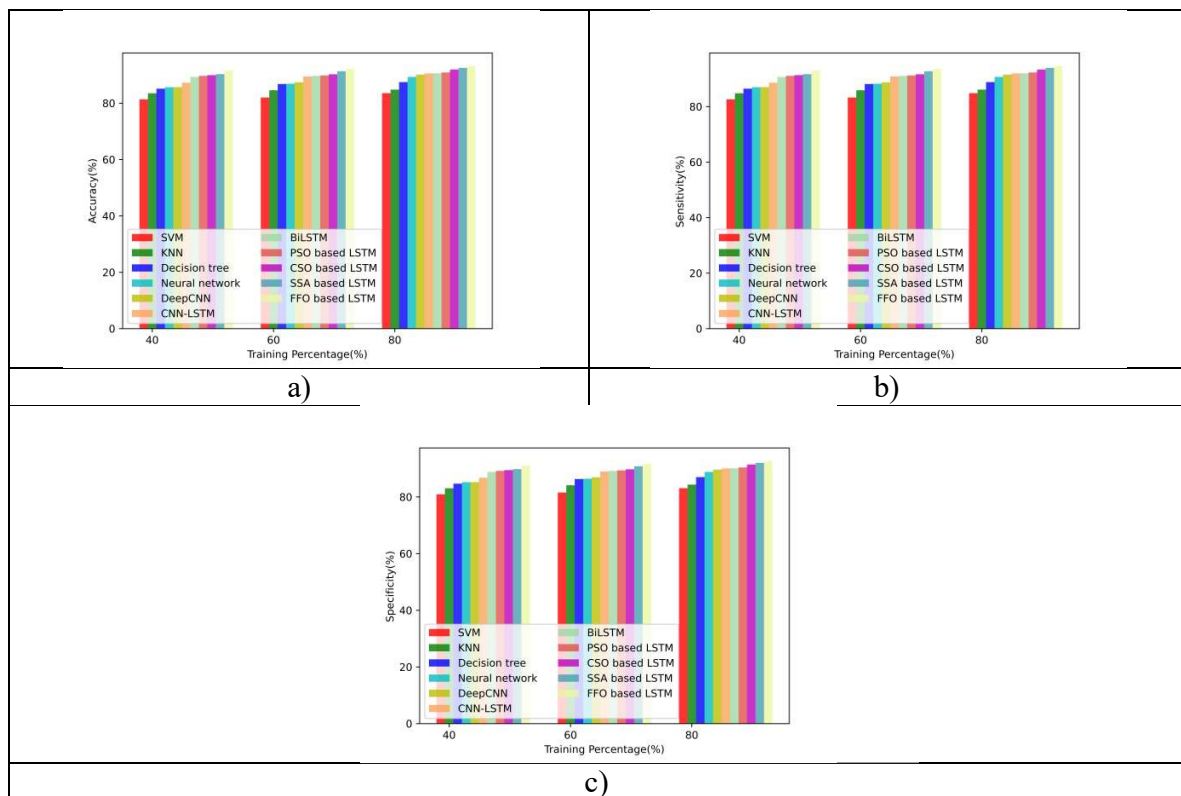 Accuracy(%)
80
60
40
20
0
SVM
KNN
Decision tree
Neural network
DeepCNN
CNN-LSTM
BiLSTM
PSO based LSTM
CSO based LSTM
SSA based LSTM
FFO based LSTM
40 60 80
Training Percentage(%)
a)
Sensitivity(%)
80
60
40
20
0
SVM
KNN
Decision tree
Neural network
DeepCNN
CNN-LSTM
BiLSTM
PSO based LSTM
CSO based LSTM
SSA based LSTM
FFO based LSTM
40 60 80
Training Percentage(%)
b)
Specificity(%)
80
60
40
20
0
SVM
KNN
Decision tree
Neural network
DeepCNN
CNN-LSTM
BiLSTM
PSO based LSTM
CSO based LSTM
SSA based LSTM
FFO based LSTM
40 60 80
Training Percentage(%)
c)